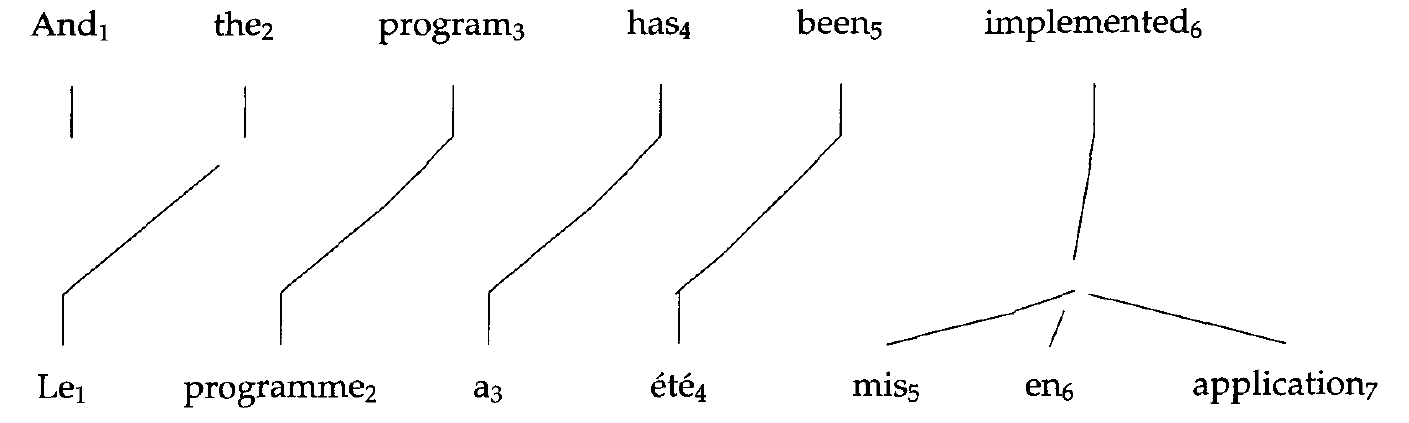 And₁ the₂ program₃ has₄ been₅ implemented₆
Le₁ programme₂ a₃ été₄ mis₅ en₆ application₇